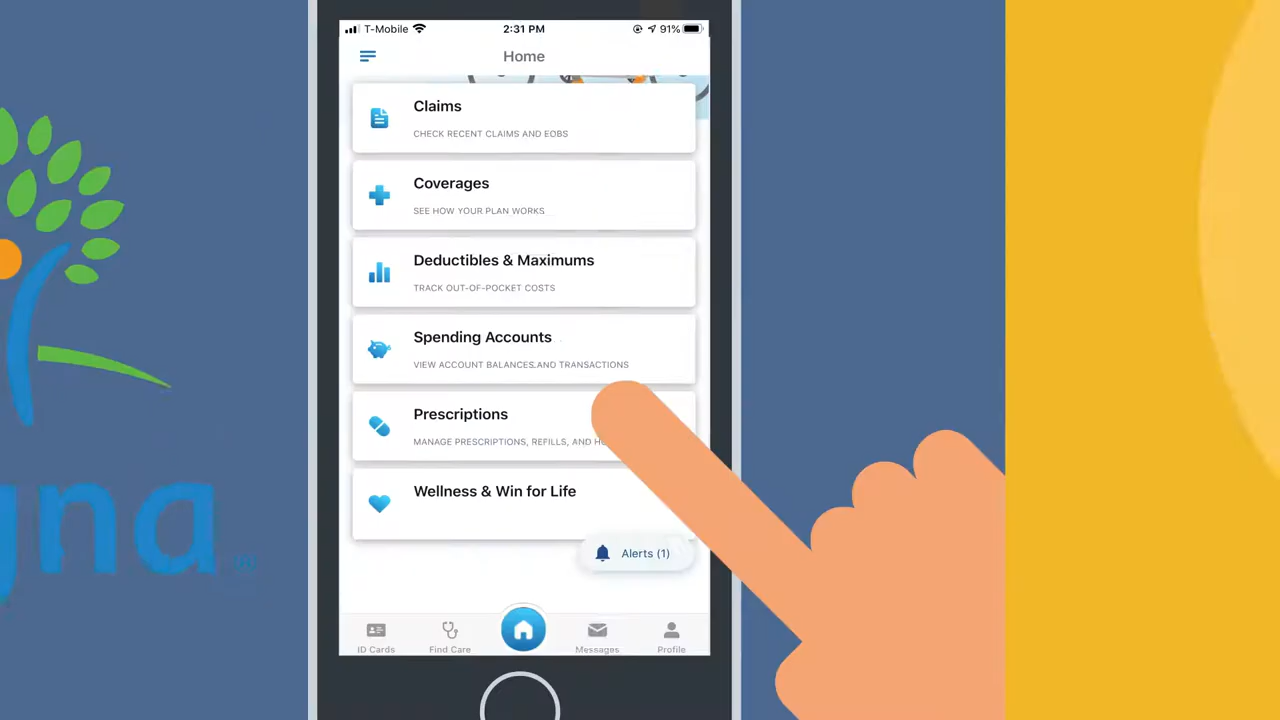 T-Mobile
2:31 PM
91%
Home
Claims
CHECK RECENT CLAIMS AND EOBS
Coverages
SEE HOW YOUR PLAN WORKS
Deductibles & Maximums
TRACK OUT-OF-POCKET COSTS
Spending Accounts
VIEW ACCOUNT BALANCES AND TRANSACTIONS
Prescriptions
MANAGE PRESCRIPTIONS, REFILLS, AND
Wellness & Win for Life
Alerts (1)
ID Cards
Find Care
Messages
Profile
gna